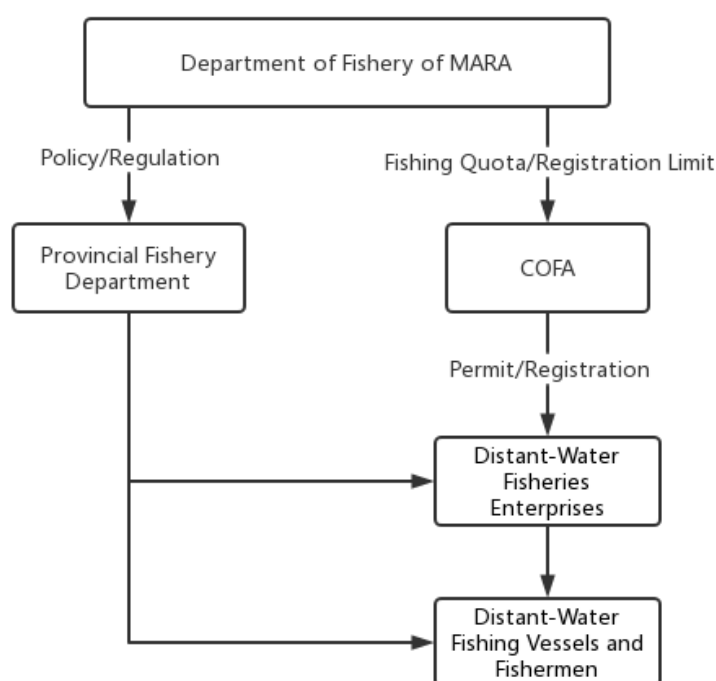 Department of Fishery of MARA
Policy/Regulation
Fishing Quota/Registration Limit
Provincial Fishery
Department
COFA
Permit/Registration
Distant-Water
Fisheries
Enterprises
Distant-Water
Fishing Vessels and
Fishermen